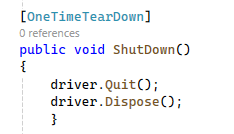 [OneTimeTearDown]
0 references
public void ShutDown()
{
driver.Quit();
driver.Dispose();
}